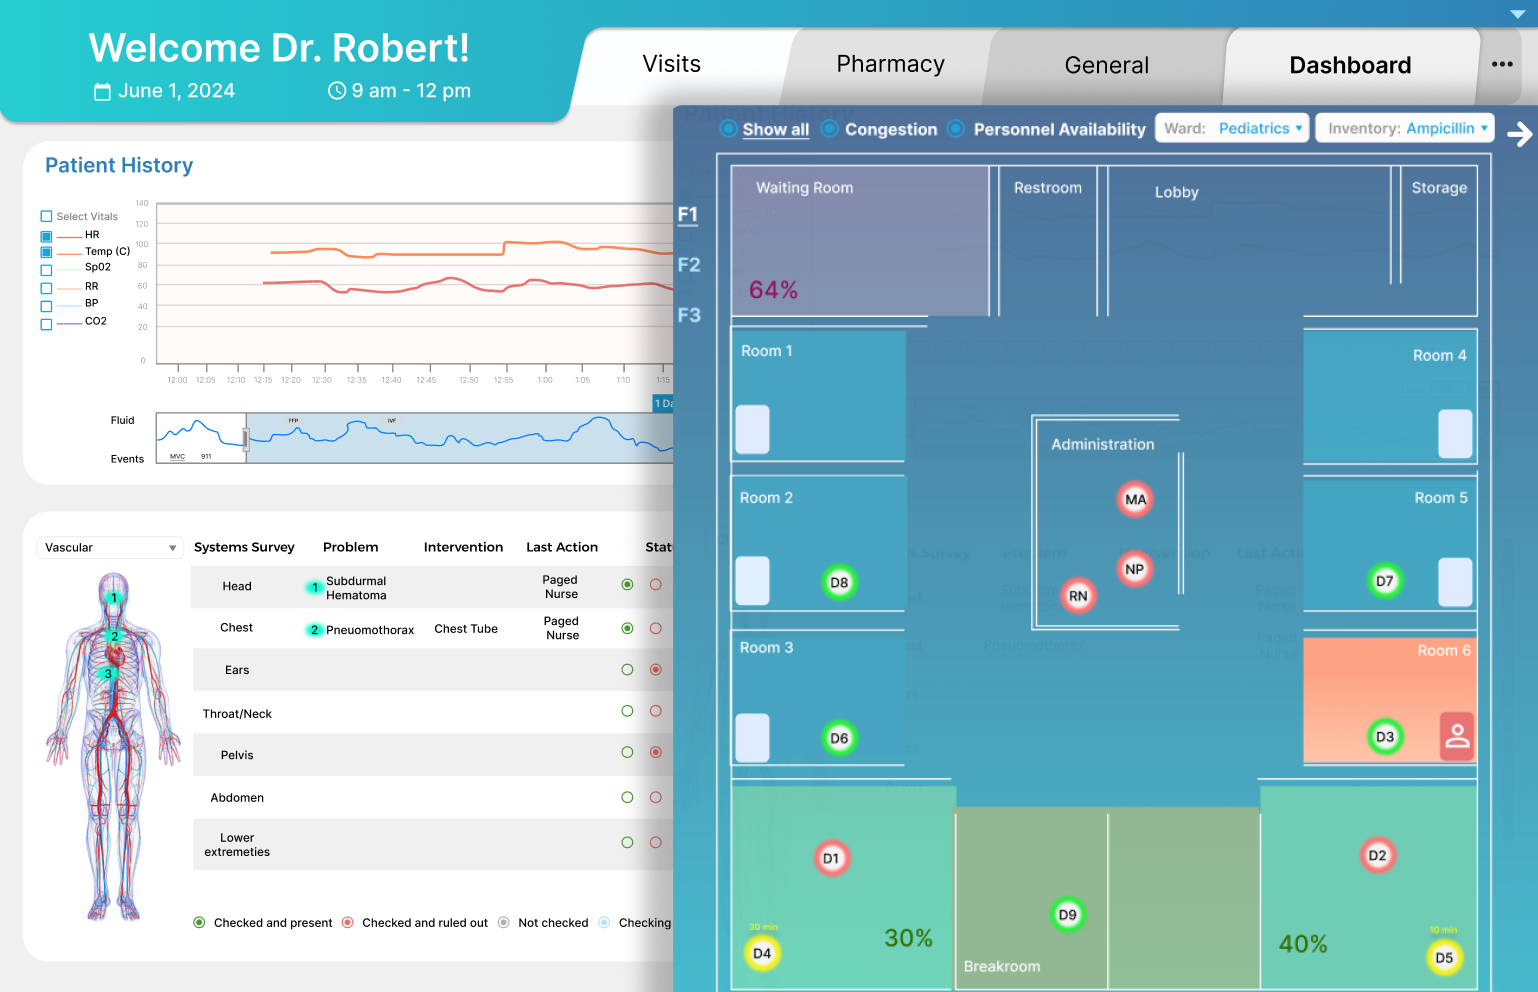 Welcome Dr. Robert!
June 1, 2024
9 am - 12 pm
Visits
Pharmacy
General
Dashboard
Patient History
Select Vitals
HR
Temp (C)
Sp02
RR
BP
CO2
140
120
100
80
60
40
20
0
12:00 12:05 12:10 12:15 12:20 12:30 12:35 12:40 12:45 12:50 12:55 1:00 1:05 1:10 1:15
1 Da
Fluid
FFP
IVF
Events
MVC
911
Vascular
Systems Survey Problem Intervention Last Action Statu
1
2
3
Head
1 Subdurmal
Hematoma
Paged
Nurse
Chest
2 Pneuomothorax
Chest Tube
Paged
Nurse
Ears
Throat/Neck
Pelvis
Abdomen
Lower
extremeties
Checked and present
Checked and ruled out
Not checked
Checking
Show all
Congestion
Personnel Availability
Ward: Pediatrics
Inventory: Ampicillin
F1
F2
F3
Waiting Room
64%
Restroom
Lobby
Storage
Room 1
Room 4
Administration
MA
NP
RN
Room 2
D8
Room 5
D7
Room 3
D6
Room 6
D3
D1
30 min
D4
30%
D9
Breakroom
D2
40%
10 min
D5